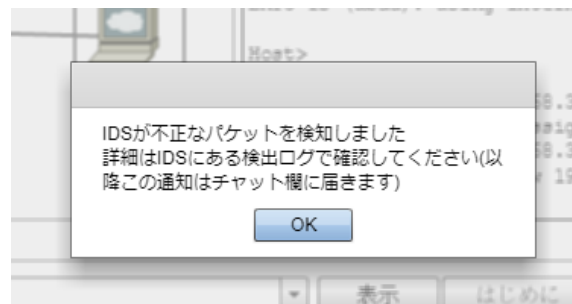 Host>
IDSが不正なパケットを検知しました
詳細はIDSにある検出ログで確認してください(以
降この通知はチャット欄に届きます)
OK
表示
はじめに